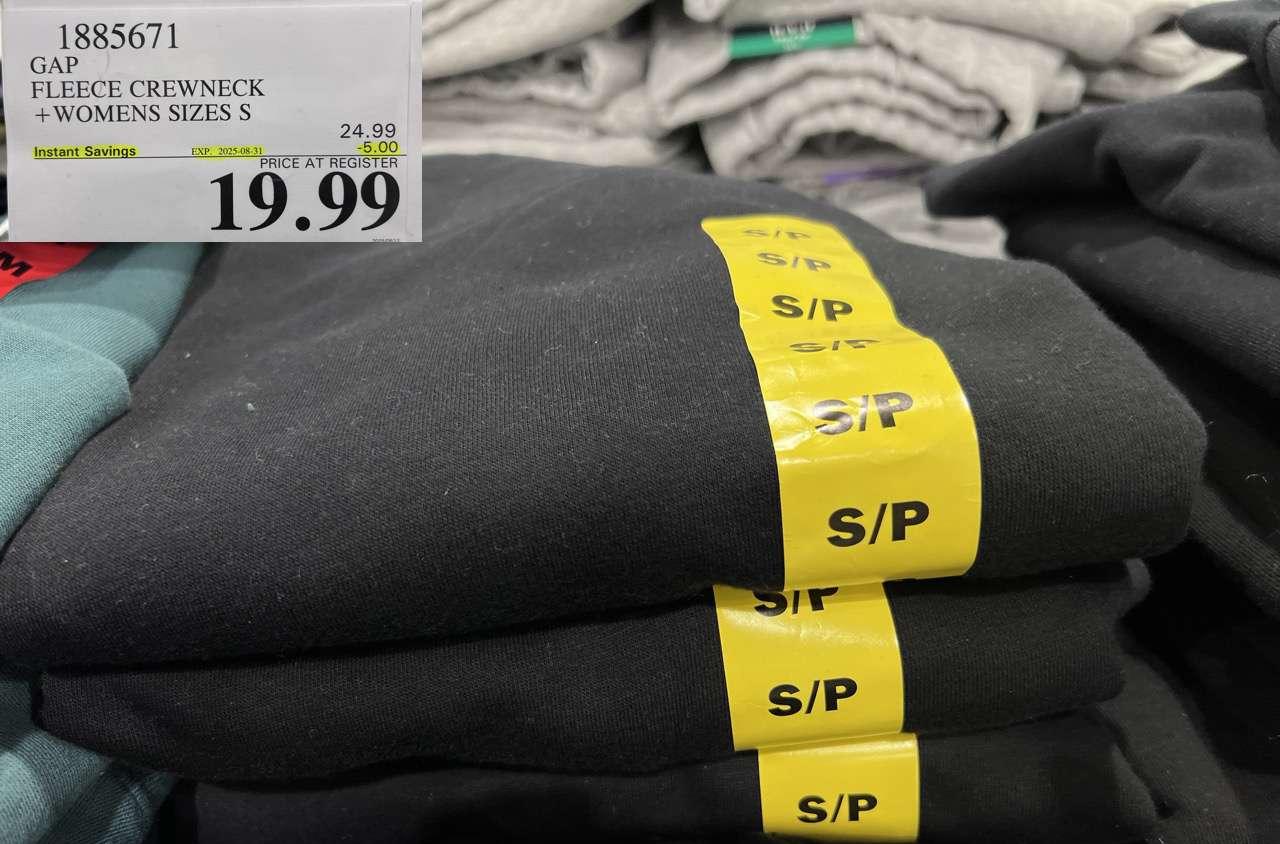 1885671
GAP
FLEECE CREWNECK
+WOMENS SIZES S
24.99
Instant Savings EXP. 2025-08-31 -5.00
PRICE AT REGISTER
19.99
M
S/P
S/P
S/P
S/P
S/P
S/P
S/P
S/P
S/P